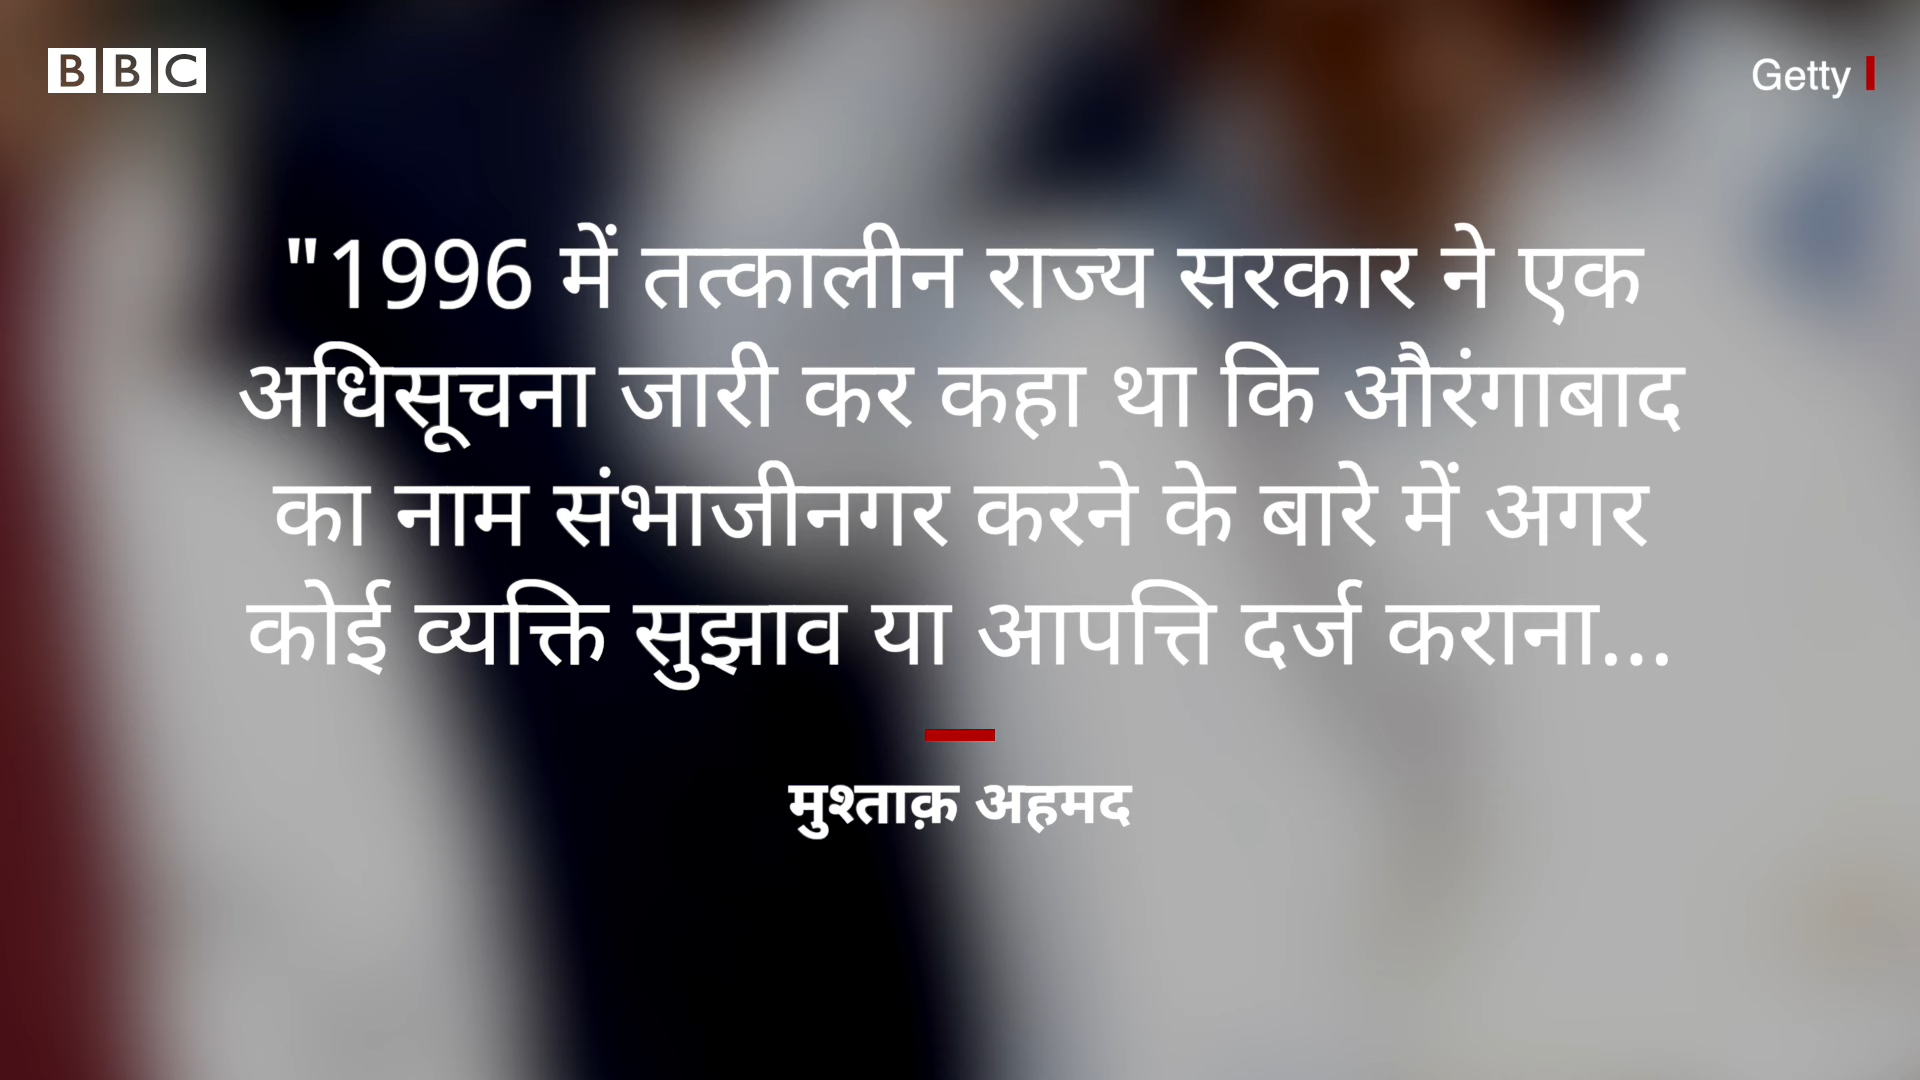 BBC
Getty
"1996 में तत्कालीन राज्य सरकार ने एक
अधिसूचना जारी कर कहा था कि औरंगाबाद
का नाम संभाजीनगर करने के बारे में अगर
कोई व्यक्ति सुझाव या आपत्ति दर्ज कराना...
मुश्ताक़ अहमद